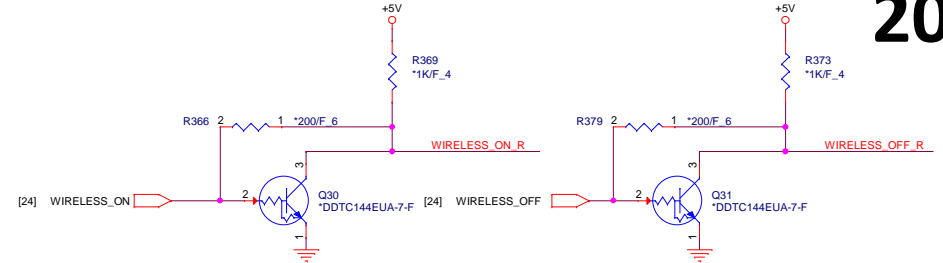 +5V
+5V
20
R369
*1K/F_4
R373
*1K/F_4
R366 2 1 *200/F_6
R379 2 1 *200/F_6
WIRELESS_ON_R
WIRELESS_OFF_R
3
3
[24] WIRELESS_ON 2
Q30
*DDTC144EUA-7-F
[24] WIRELESS_OFF 2
Q31
*DDTC144EUA-7-F
1
1